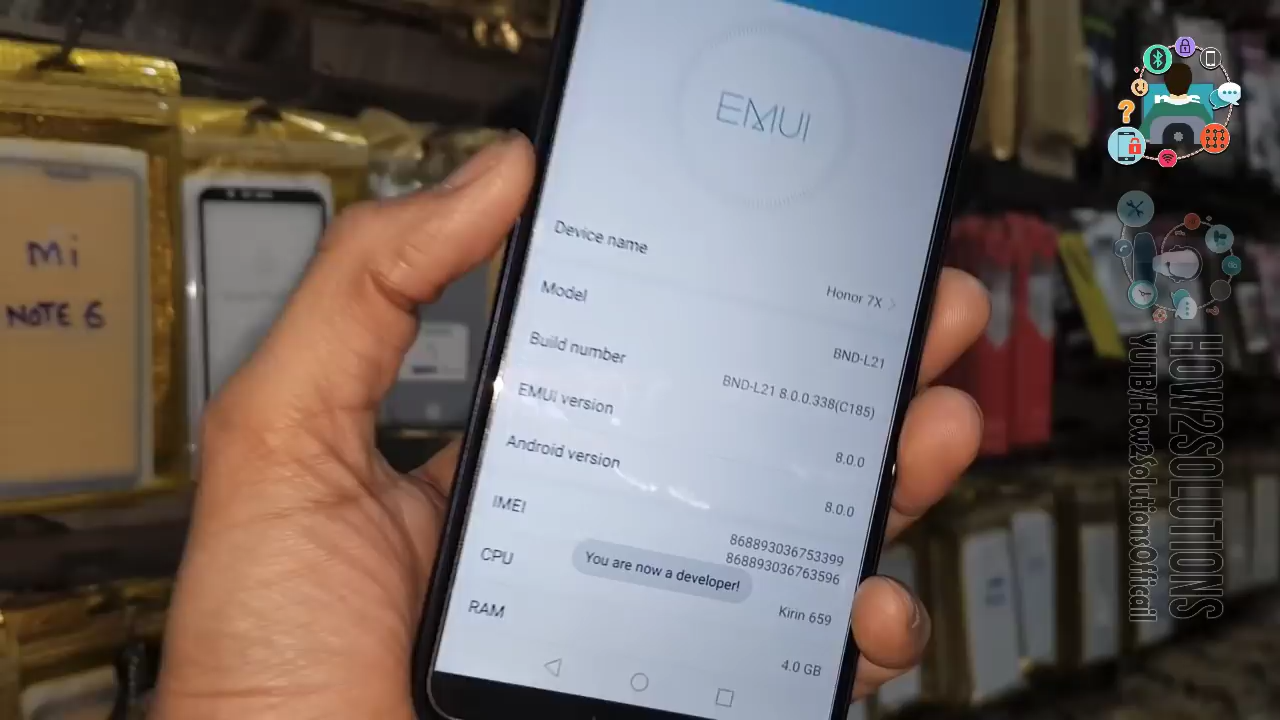 EMUI
Device name
Honor 7X
Model
BND-L21
Build number
BND-L21 8.0.0.338(C185)
EMUI version
8.0.0
Android version
8.0.0
IMEI
868893036753399
868893036763596
CPU
Kirin 659
You are now a developer!
RAM
4.0 GB
Mi
NOTE 6
HOW2SOLUTIONS
YUTB/How2SolutionsOfficail